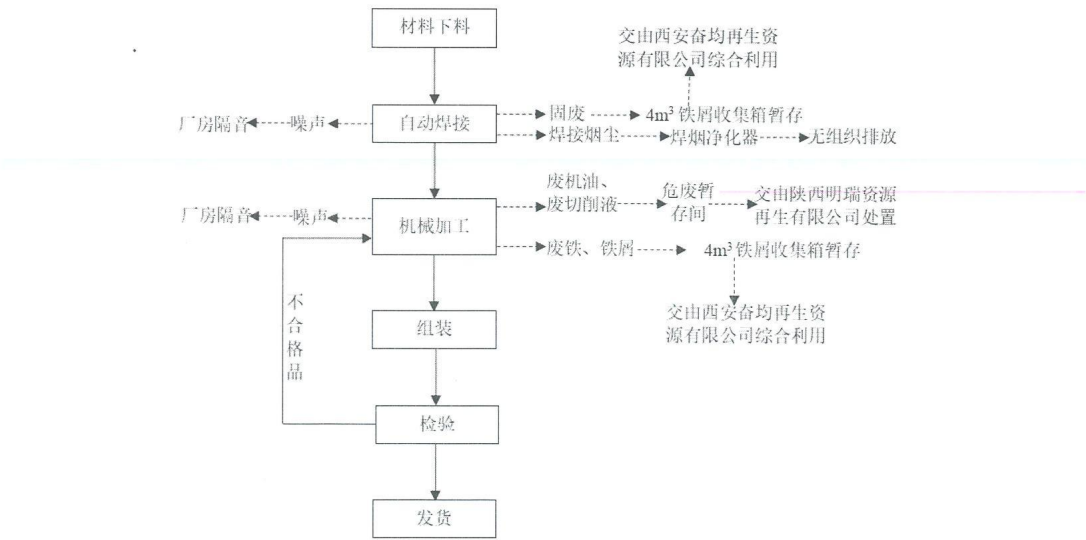 材料下料
交由西安奋均再生资
源有限公司综合利用
厂房隔音
噪声
自动焊接
固废
4m³铁屑收集箱暂存
焊接烟尘
焊烟净化器
无组织排放
厂房隔音
噪声
机械加工
废机油、
废切削液
危废暂
存间
交由陕西明瑞资源
再生有限公司处置
废铁、铁屑
4m³铁屑收集箱暂存
交由西安奋均再生资
源有限公司综合利用
不
合
格
品
组装
检验
发货